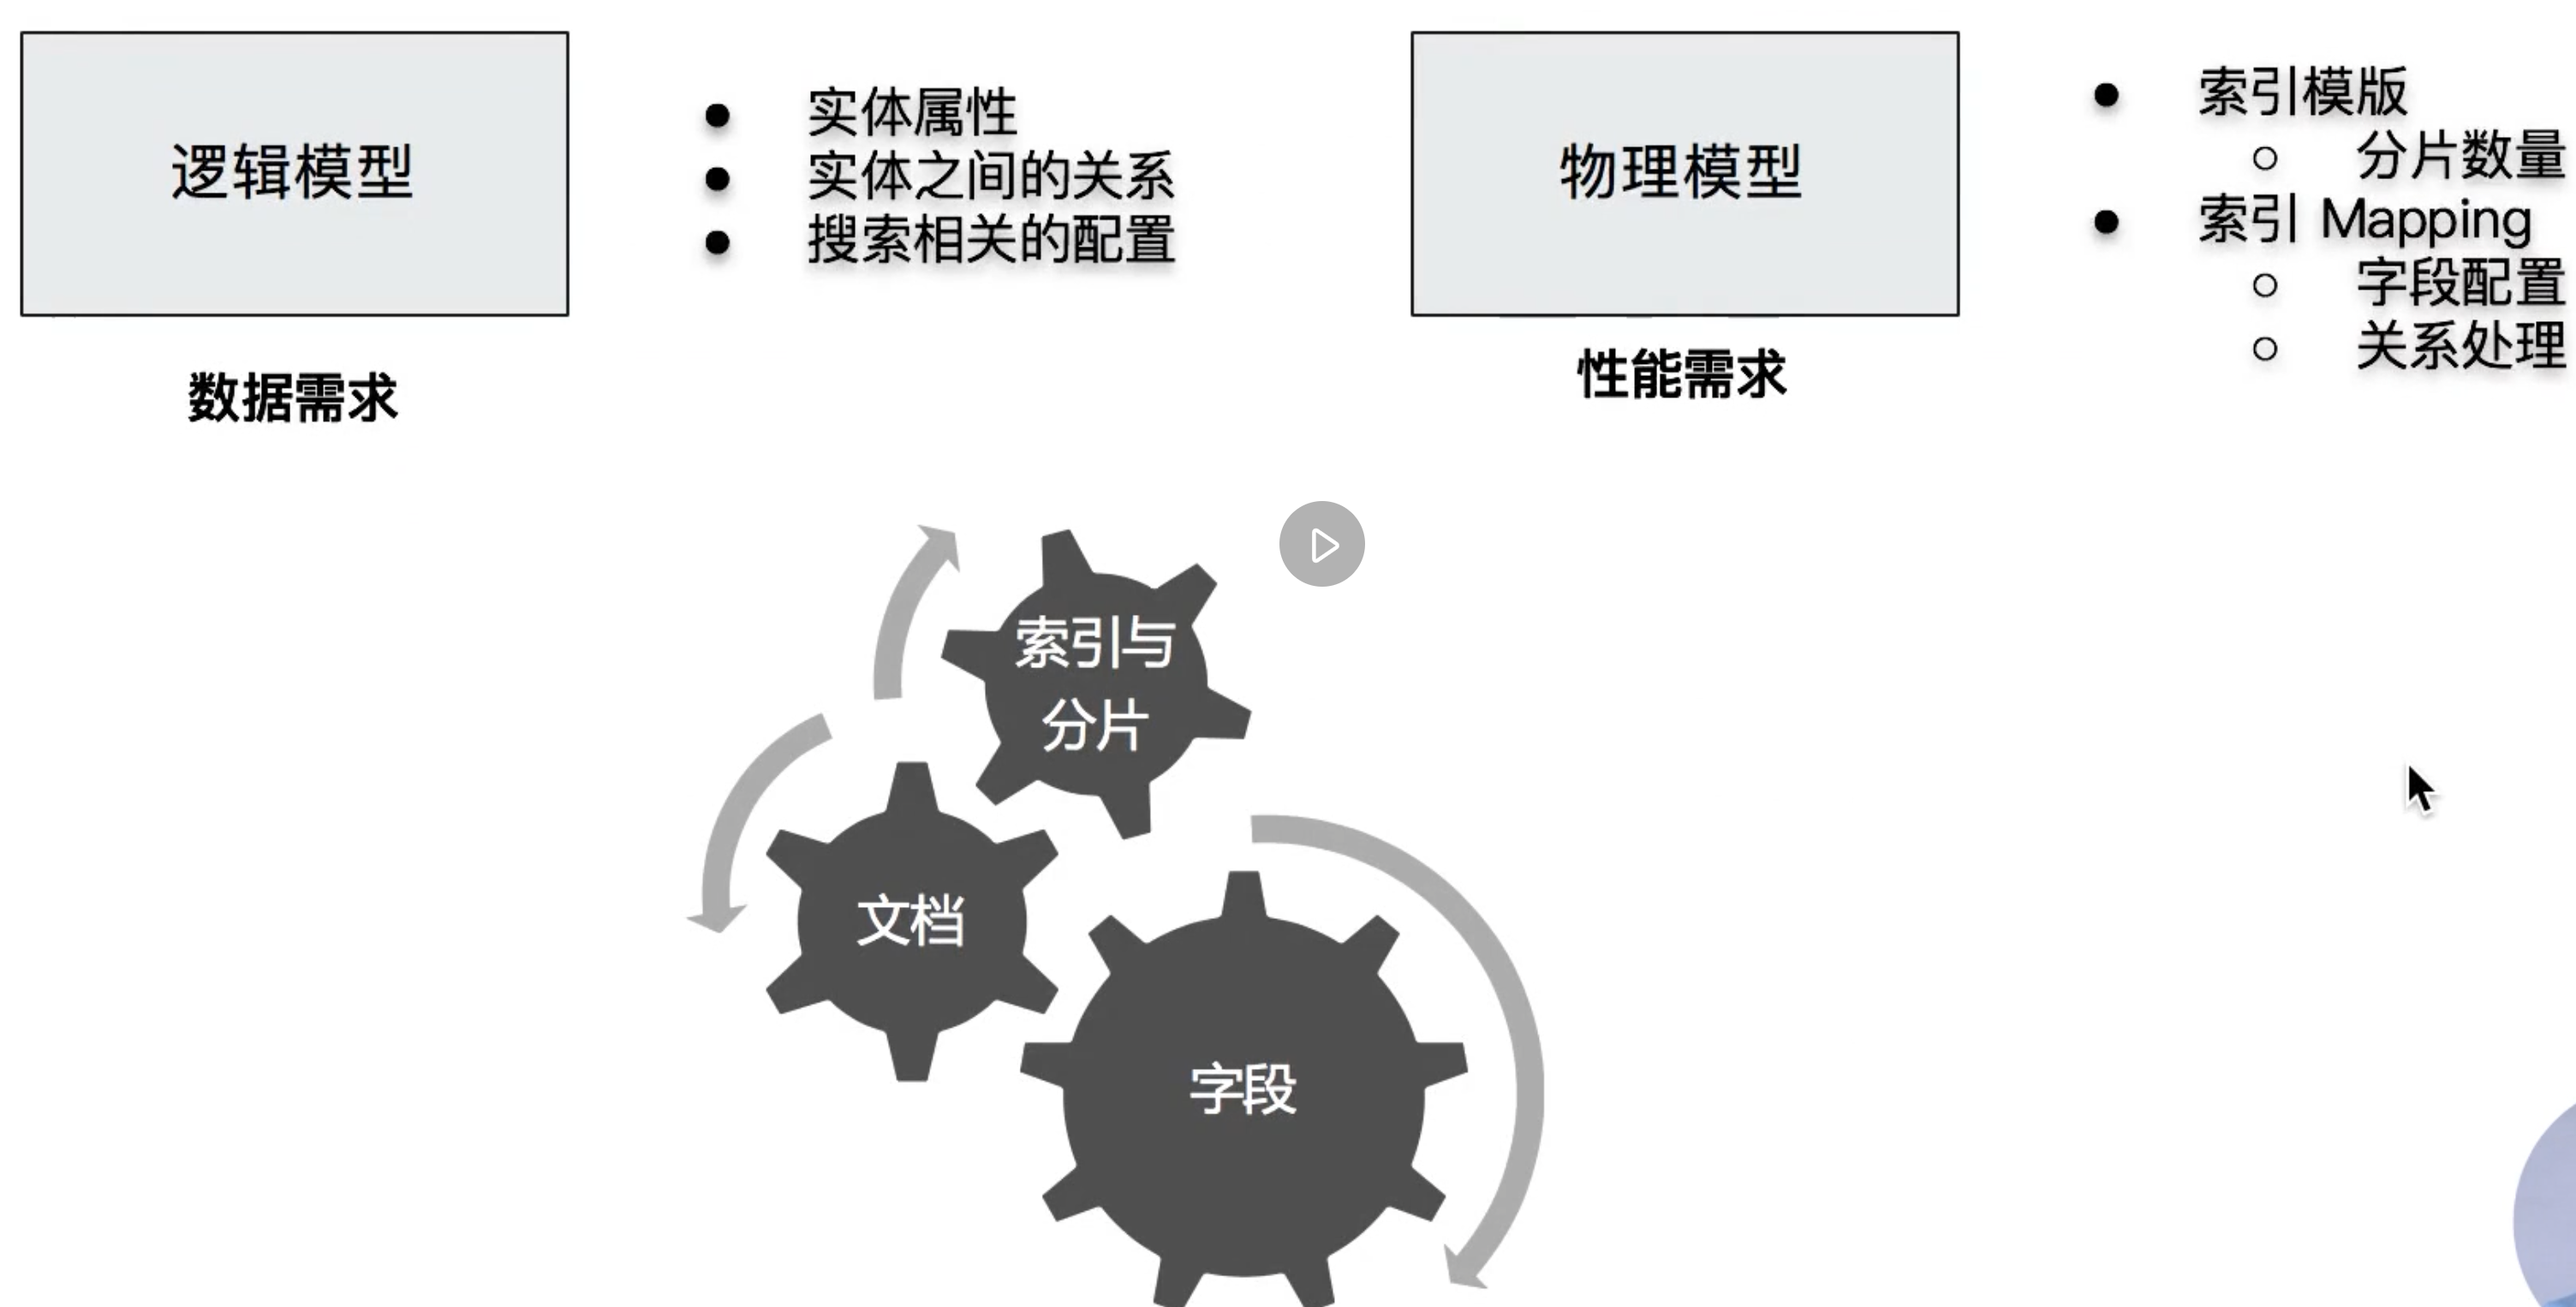 逻辑模型
数据需求
实体属性
实体之间的关系
搜索相关的配置
物理模型
性能需求
索引模版
分片数量
索引 Mapping
字段配置
关系处理
索引与
分片
文档
字段